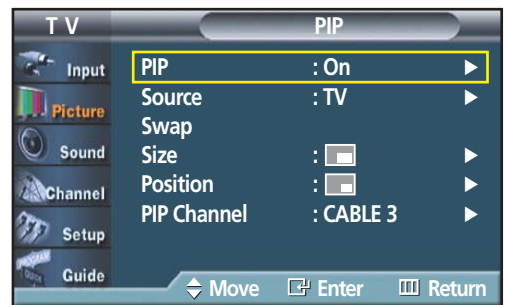 T V
PIP
Input
Picture
Sound
Channel
Setup
PROGRAM
Guide
PIP : On ▶
Source : TV ▶
Swap
Size : ▶
Position : ▶
PIP Channel : CABLE 3 ▶
Move Enter Return